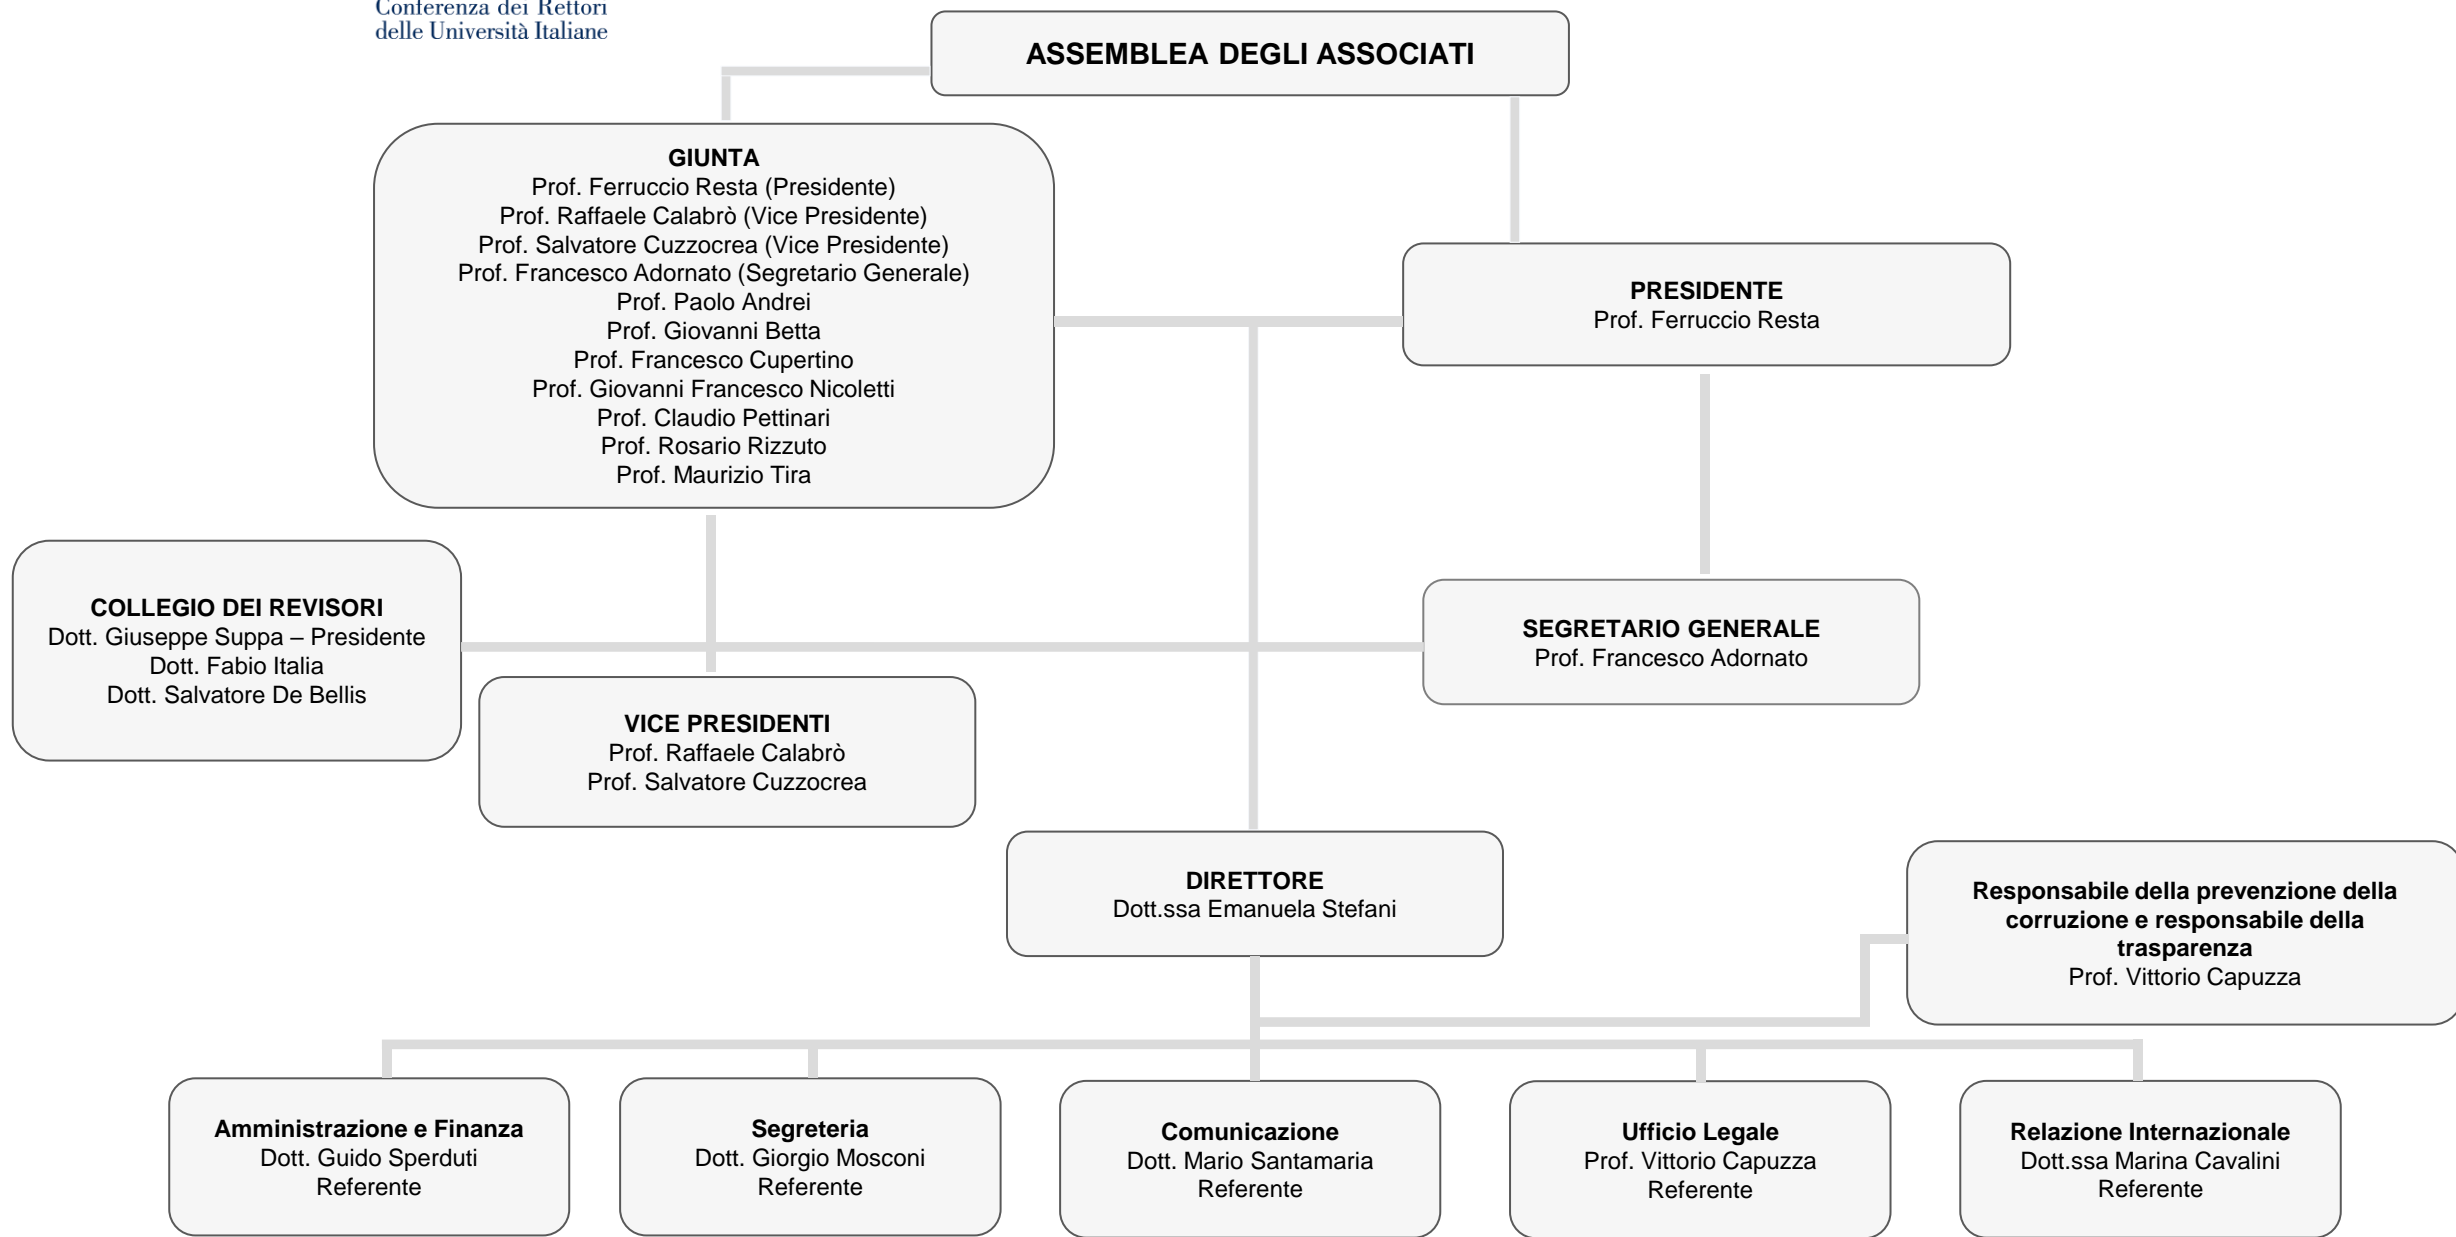 Conferenza dei Rettori
delle Università Italiane
ASSEMBLEA DEGLI ASSOCIATI
GIUNTA
Prof. Ferruccio Resta (Presidente)
Prof. Raffaele Calabrò (Vice Presidente)
Prof. Salvatore Cuzzocrea (Vice Presidente)
Prof. Francesco Adornato (Segretario Generale)
Prof. Paolo Andrei
Prof. Giovanni Betta
Prof. Francesco Cupertino
Prof. Giovanni Francesco Nicoletti
Prof. Claudio Pettinari
Prof. Rosario Rizzuto
Prof. Maurizio Tira
PRESIDENTE
Prof. Ferruccio Resta
COLLEGIO DEI REVISORI
Dott. Giuseppe Suppa – Presidente
Dott. Fabio Italia
Dott. Salvatore De Bellis
SEGRETARIO GENERALE
Prof. Francesco Adornato
VICE PRESIDENTI
Prof. Raffaele Calabrò
Prof. Salvatore Cuzzocrea
DIRETTORE
Dott.ssa Emanuela Stefani
Responsabile della prevenzione della
corruzione e responsabile della
trasparenza
Prof. Vittorio Capuzza
Amministrazione e Finanza
Dott. Guido Sperduti
Referente
Segreteria
Dott. Giorgio Mosconi
Referente
Comunicazione
Dott. Mario Santamaria
Referente
Ufficio Legale
Prof. Vittorio Capuzza
Referente
Relazione Internazionale
Dott.ssa Marina Cavalini
Referente